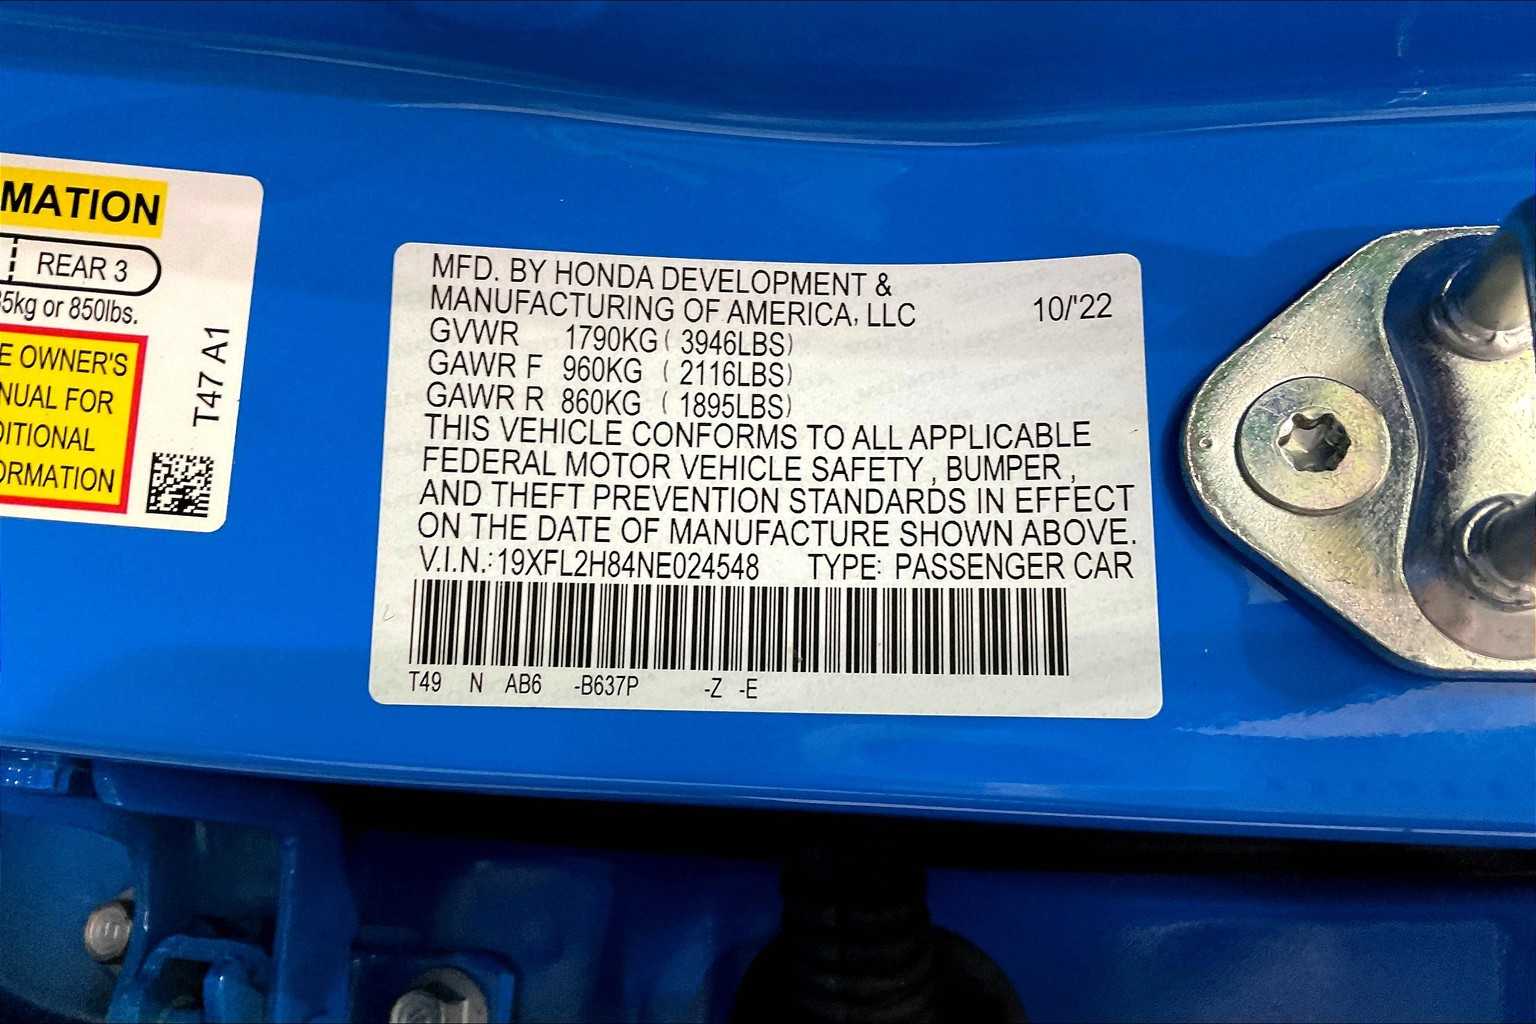 MATION
REAR 3
35kg or 850lbs.
E OWNER'S
NUAL FOR
DITIONAL
ORMATION
T47 A1
MFD. BY HONDA DEVELOPMENT &
MANUFACTURING OF AMERICA, LLC 10/'22
GVWR 1790KG ( 3946LBS)
GAWR F 960KG ( 2116LBS)
GAWR R 860KG ( 1895LBS)
THIS VEHICLE CONFORMS TO ALL APPLICABLE
FEDERAL MOTOR VEHICLE SAFETY , BUMPER ,
AND THEFT PREVENTION STANDARDS IN EFFECT
ON THE DATE OF MANUFACTURE SHOWN ABOVE.
V.I.N.: 19XFL2H84NE024548 TYPE: PASSENGER CAR
T49 N AB6 -B637P -Z -E